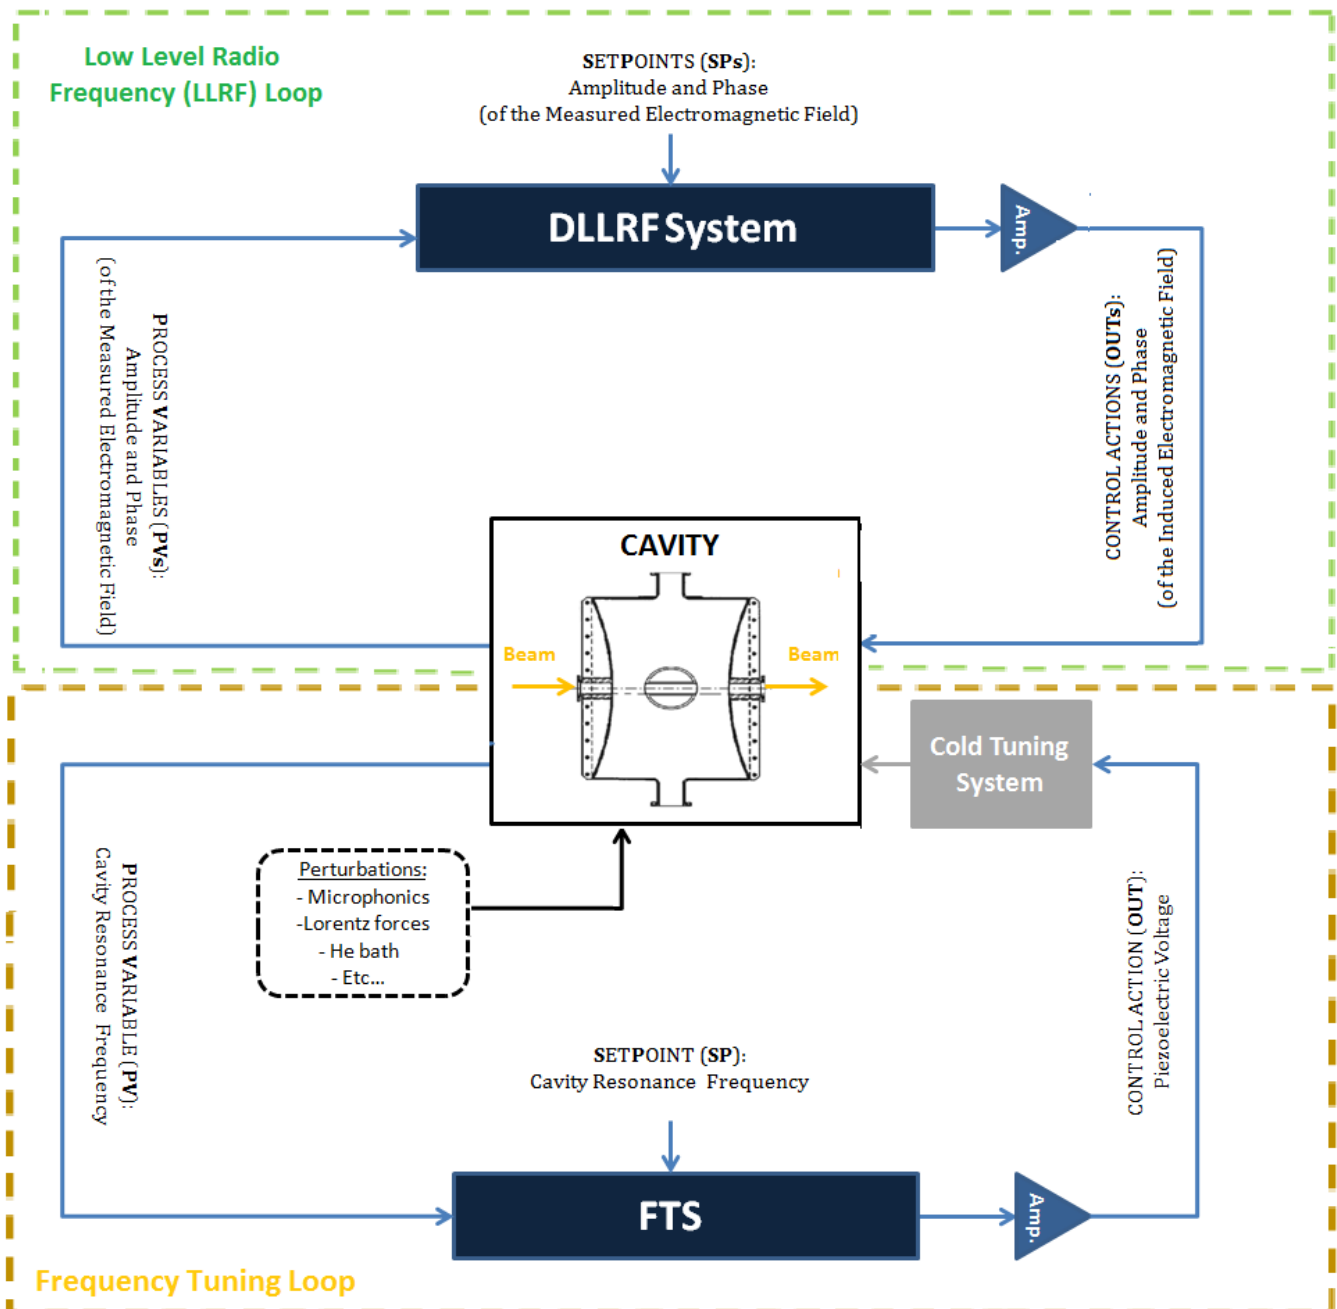 Low Level Radio
Frequency (LLRF) Loop
SETPOINTS (SPs):
Amplitude and Phase
(of the Measured Electromagnetic Field)
DLLRF System
Amp.
PROCESS VARIABLES (PVs):
Amplitude and Phase
(of the Measured Electromagnetic Field)
CONTROL ACTIONS (OUTs):
Amplitude and Phase
(of the Induced Electromagnetic Field)
CAVITY
Beam
Beam
Cold Tuning
System
Perturbations:
- Microphonics
-Lorentz forces
- He bath
- Etc...
PROCESS VARIABLE (PV):
Cavity Resonance Frequency
CONTROL ACTION (OUT):
Piezoelectric Voltage
SETPOINT (SP):
Cavity Resonance Frequency
FTS
Amp.
Frequency Tuning Loop